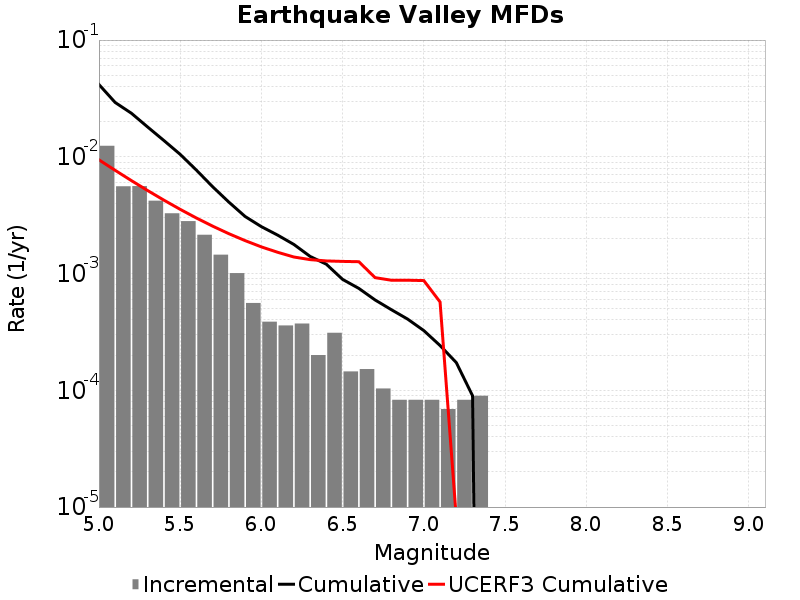 Earthquake Valley MFDs
10-1
10-2
10-3
10-4
10-5
Rate (1/yr)
5.0 5.5 6.0 6.5 7.0 7.5 8.0 8.5 9.0
Magnitude
Incremental Cumulative UCERF3 Cumulative